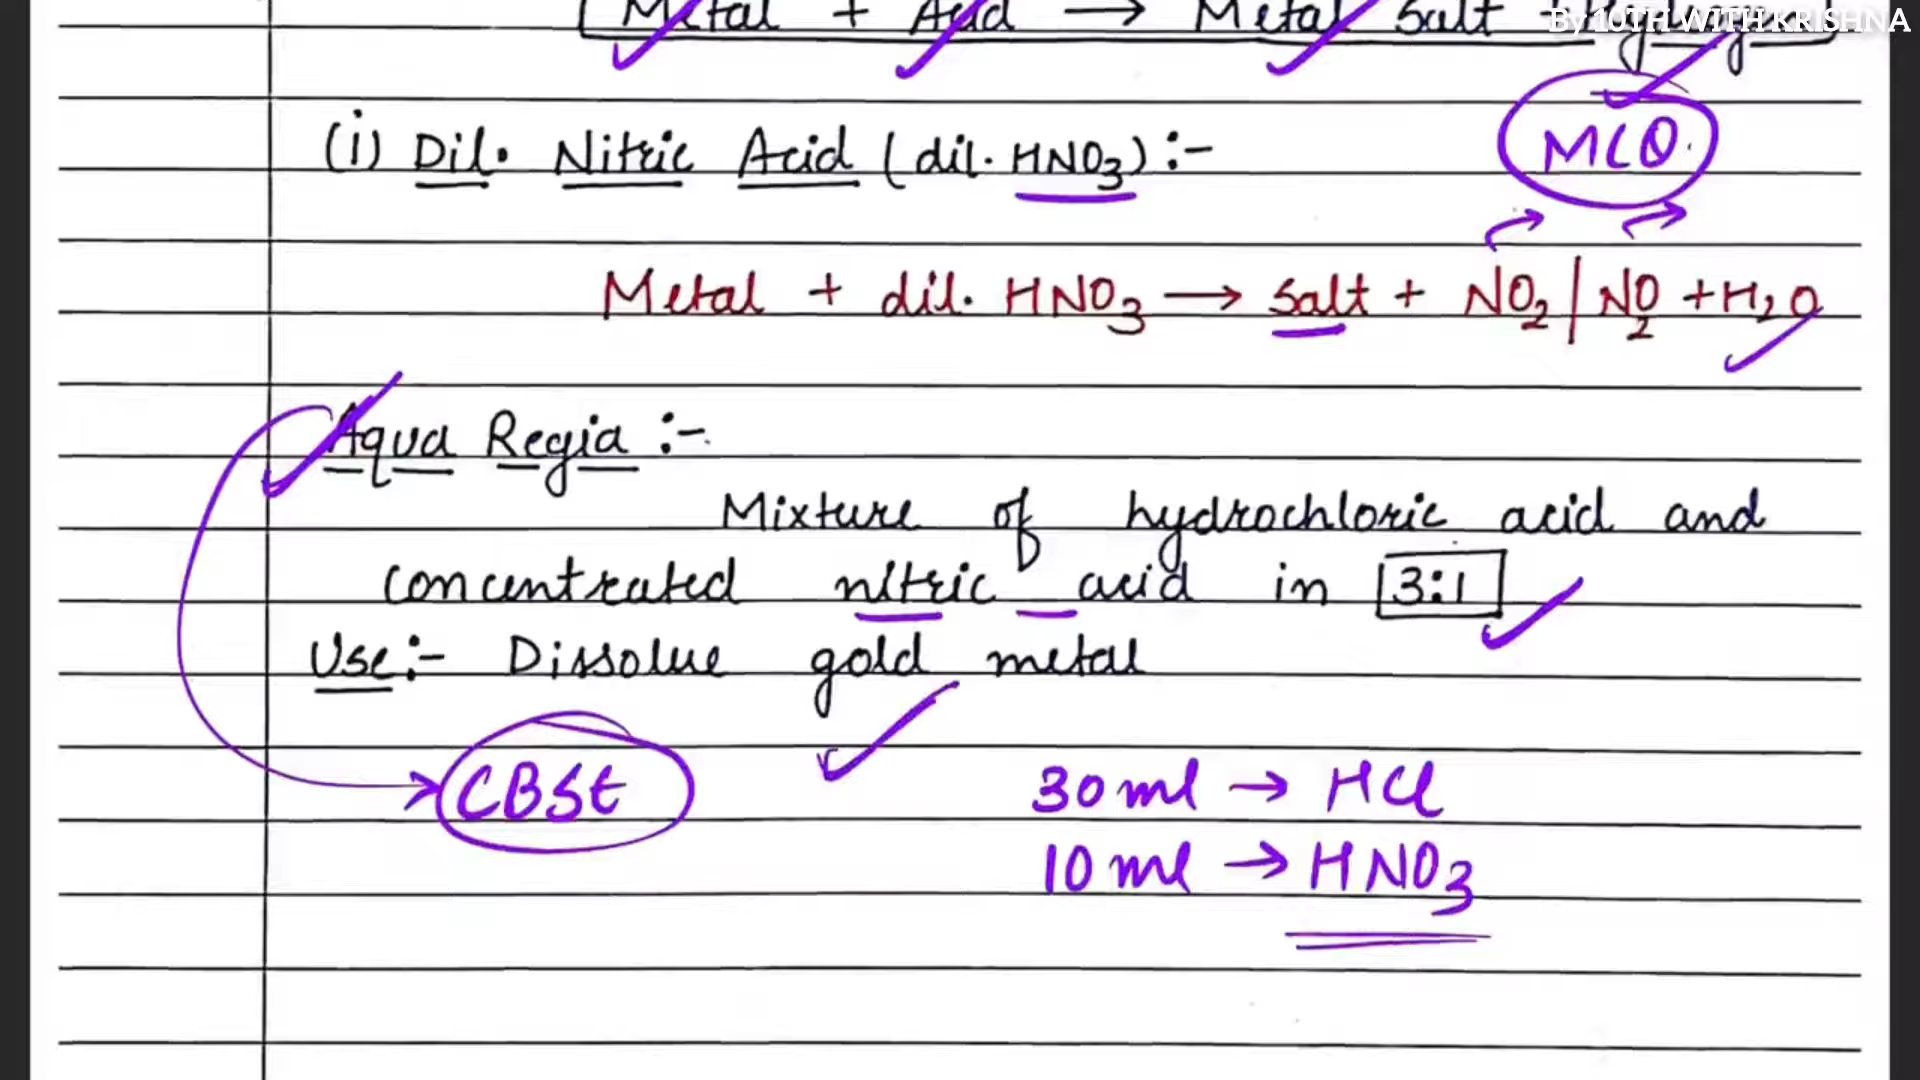 Metal + Acid → Metal Salt
By 10TH WITH KRISHNA
(i) Dil. Nitric Acid (dil. HNO3) :-
MCQ.
Metal + dil. HNO3 → Salt + NO2 | NO2 + H2O
Aqua Regia :-
Mixture of hydrochloric acid and
concentrated nitric acid in 3:1
Use :- Dissolve gold metal
CBSE
30 ml → HCl
10 ml → HNO3